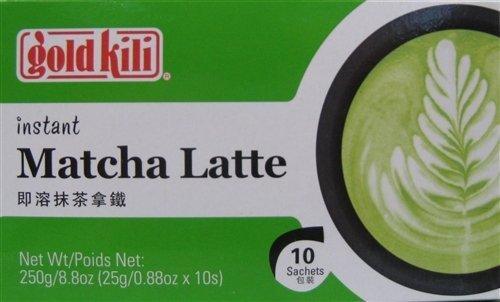 gold kili ®
instant
Matcha Latte
即溶抹茶拿鐵
Net Wt/Poids Net:
250g/8.8oz (25g/0.88oz x 10s)
10
Sachets
包裝